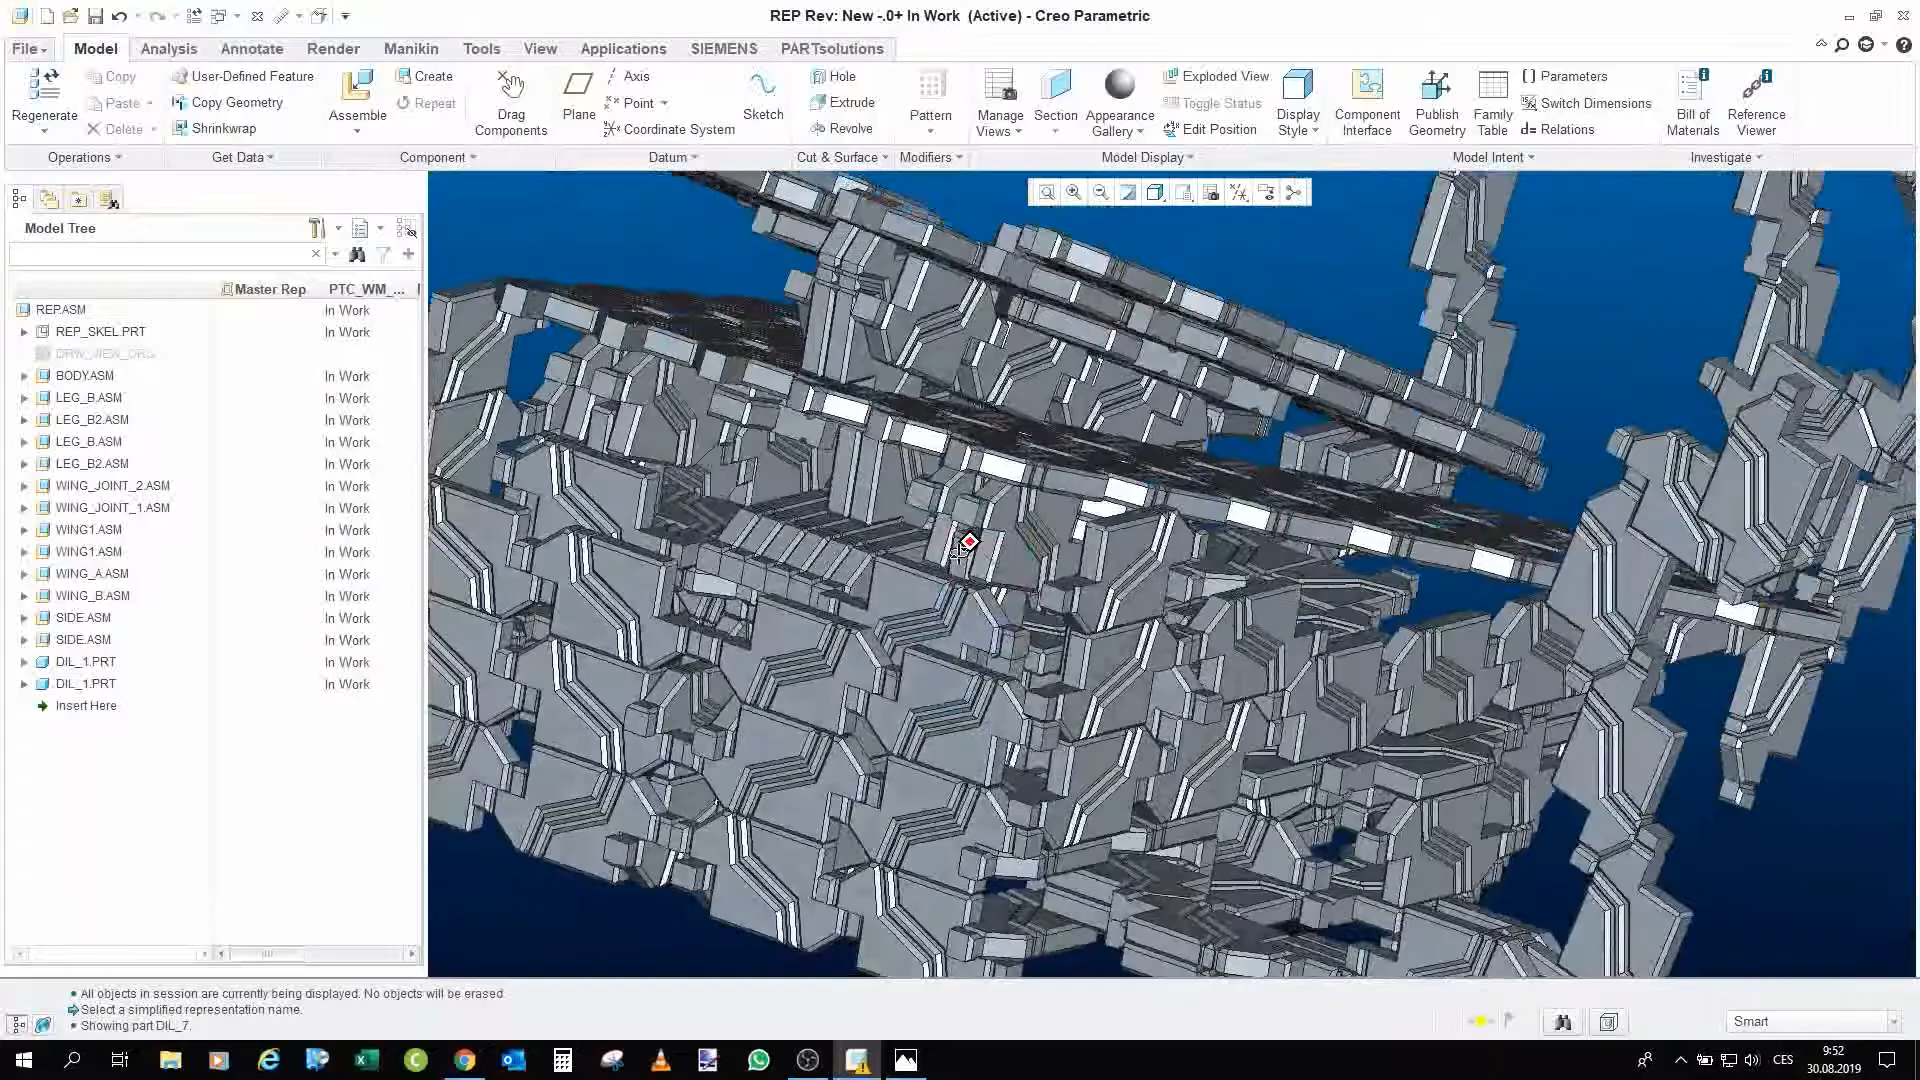 REP Rev: New -.0+ In Work (Active) - Creo Parametric
File Model Analysis Annotate Render Manikin Tools View Applications SIEMENS PARTsolutions
Regenerate
Copy
Paste
Delete
User-Defined Feature
Copy Geometry
Shrinkwrap
Assemble
Create
Repeat
Drag
Components
Plane
Axis
Point
Coordinate System
Sketch
Hole
Extrude
Revolve
Pattern
Manage
Views
Section
Appearance
Gallery
Exploded View
Toggle Status
Edit Position
Display
Style
Component
Interface
Publish
Geometry
Family
Table
Parameters
Switch Dimensions
d= Relations
Bill of
Materials
Reference
Viewer
Operations Get Data Component Datum Cut & Surface Modifiers Model Display Model Intent Investigate
Model Tree
Master Rep PTC_WM_...
REP.ASM In Work
REP_SKEL.PRT In Work
BODY.ASM In Work
LEG_B.ASM In Work
LEG_B2.ASM In Work
LEG_B.ASM In Work
LEG_B2.ASM In Work
WING_JOINT_2.ASM In Work
WING_JOINT_1.ASM In Work
WING1.ASM In Work
WING1.ASM In Work
WING_A.ASM In Work
WING_B.ASM In Work
SIDE.ASM In Work
SIDE.ASM In Work
DIL_1.PRT In Work
DIL_1.PRT In Work
Insert Here
All objects in session are currently being displayed. No objects will be erased.
Select a simplified representation name.
Showing part DIL_7.
Smart
CES
9:52
30.08.2019